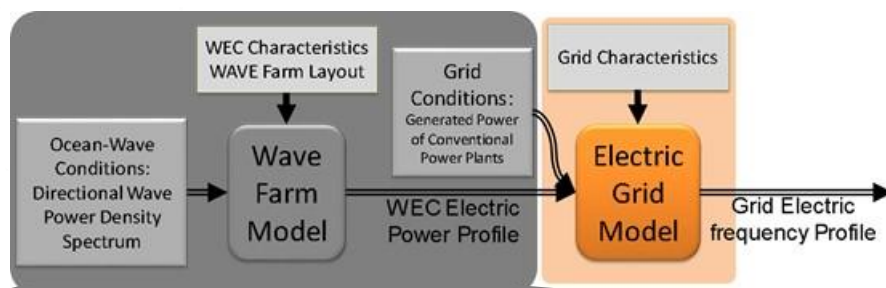 WEC Characteristics
WAVE Farm Layout
Grid
Conditions:
Generated Power
of Conventional
Power Plants
Grid Characteristics
Ocean-Wave
Conditions:
Directional Wave
Power Density
Spectrum
Wave
Farm
Model
WEC Electric
Power Profile
Electric
Grid
Model
Grid Electric
frequency Profile